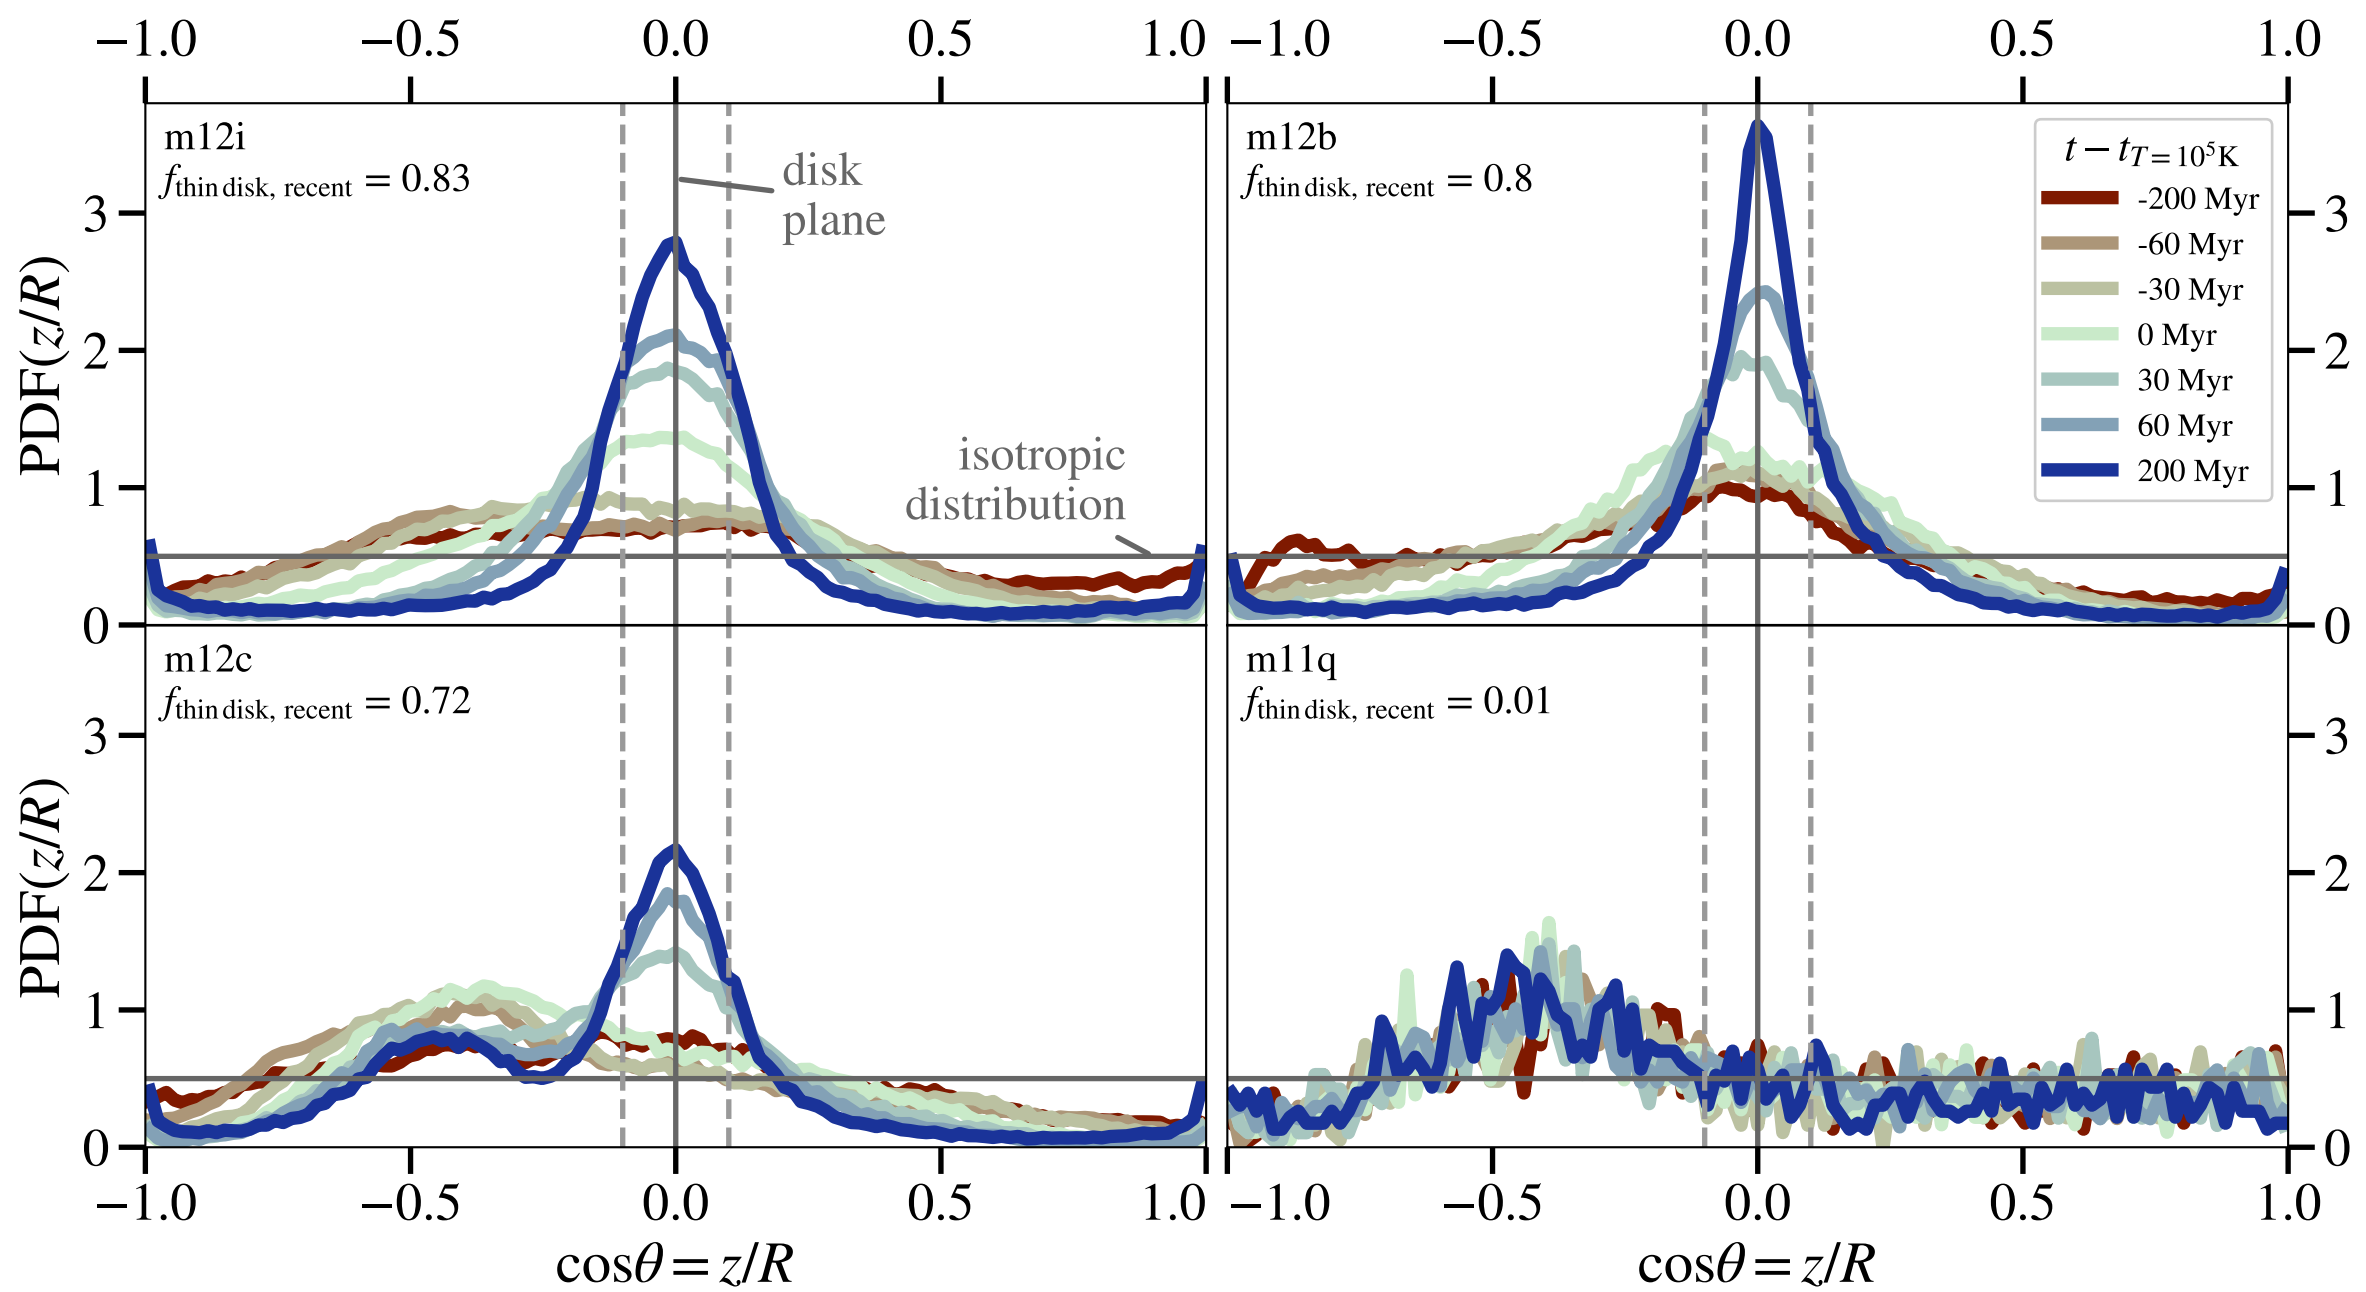 −1.0 −0.5 0.0 0.5 1.0 −1.0 −0.5 0.0 0.5 1.0
m12i
f_thin disk, recent = 0.83
disk
plane
isotropic
distribution
PDF(z/R)
3
2
1
0
m12b
f_thin disk, recent = 0.8
t − t_T = 10⁵K
-200 Myr
-60 Myr
-30 Myr
0 Myr
30 Myr
60 Myr
200 Myr
3
2
1
0
m12c
f_thin disk, recent = 0.72
PDF(z/R)
3
2
1
0
m11q
f_thin disk, recent = 0.01
3
2
1
0
−1.0 −0.5 0.0 0.5 1.0 −1.0 −0.5 0.0 0.5 1.0
cosθ = z/R cosθ = z/R